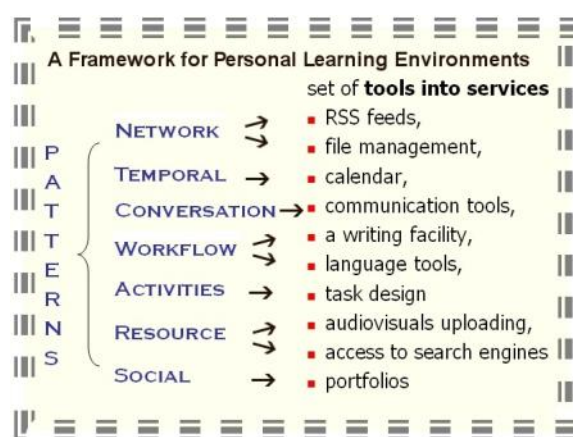 A Framework for Personal Learning Environments
set of tools into services
PATTERNS
NETWORK
TEMPORAL
CONVERSATION
WORKFLOW
ACTIVITIES
RESOURCE
SOCIAL
RSS feeds,
file management,
calendar,
communication tools,
a writing facility,
language tools,
task design
audiovisuals uploading,
access to search engines
portfolios